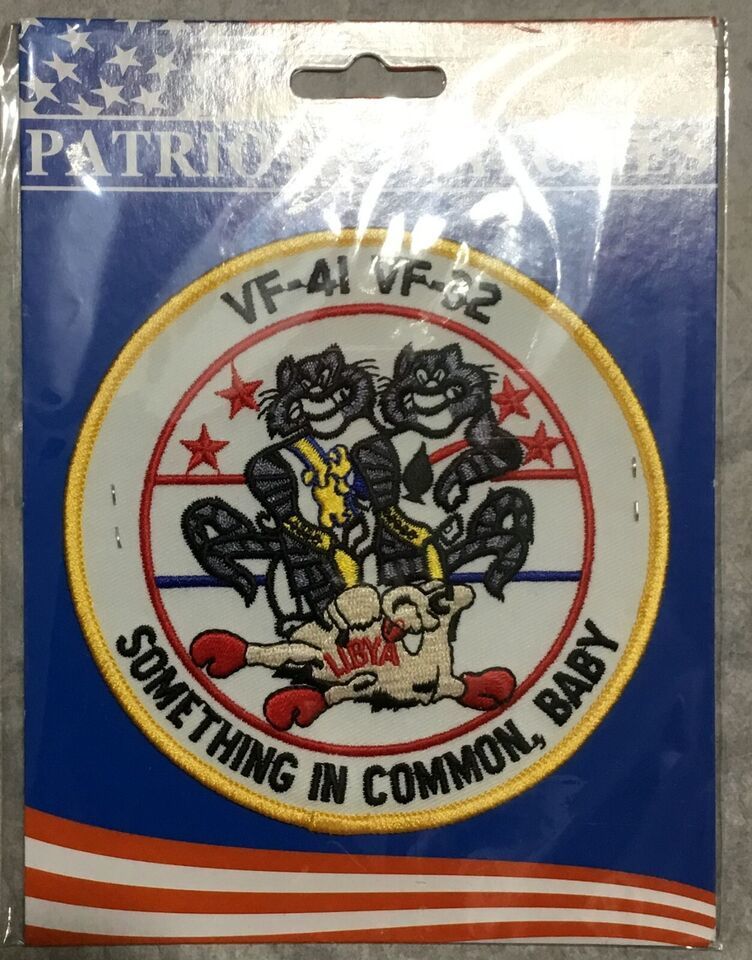 VF-41 VF-32
LIBYA
SOMETHING IN COMMON, BABY